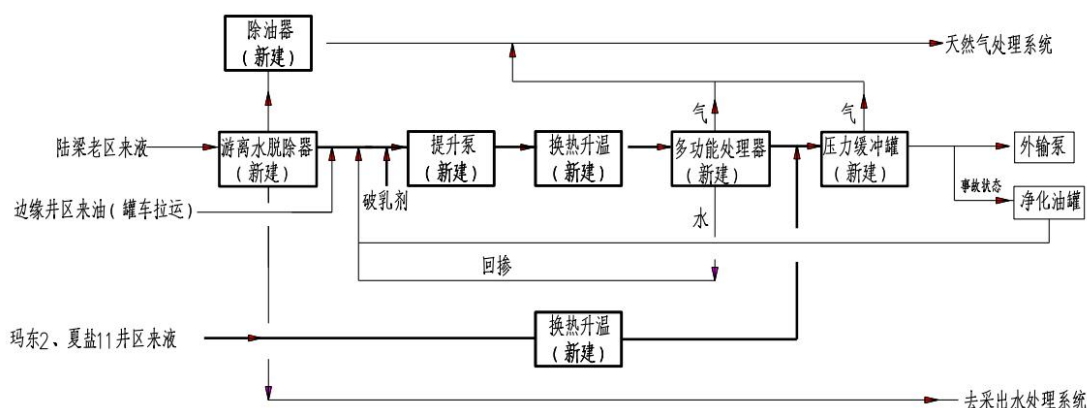 除油器
(新建)
天然气处理系统
气
气
陆梁老区来液
游离水脱除器
(新建)
提升泵
(新建)
换热升温
(新建)
多功能处理器
(新建)
压力缓冲罐
(新建)
外输泵
事故状态
破乳剂
边缘井区来油(罐车拉运)
净化油罐
水
回掺
玛东2、夏盐11井区来液
换热升温
(新建)
去采出水处理系统